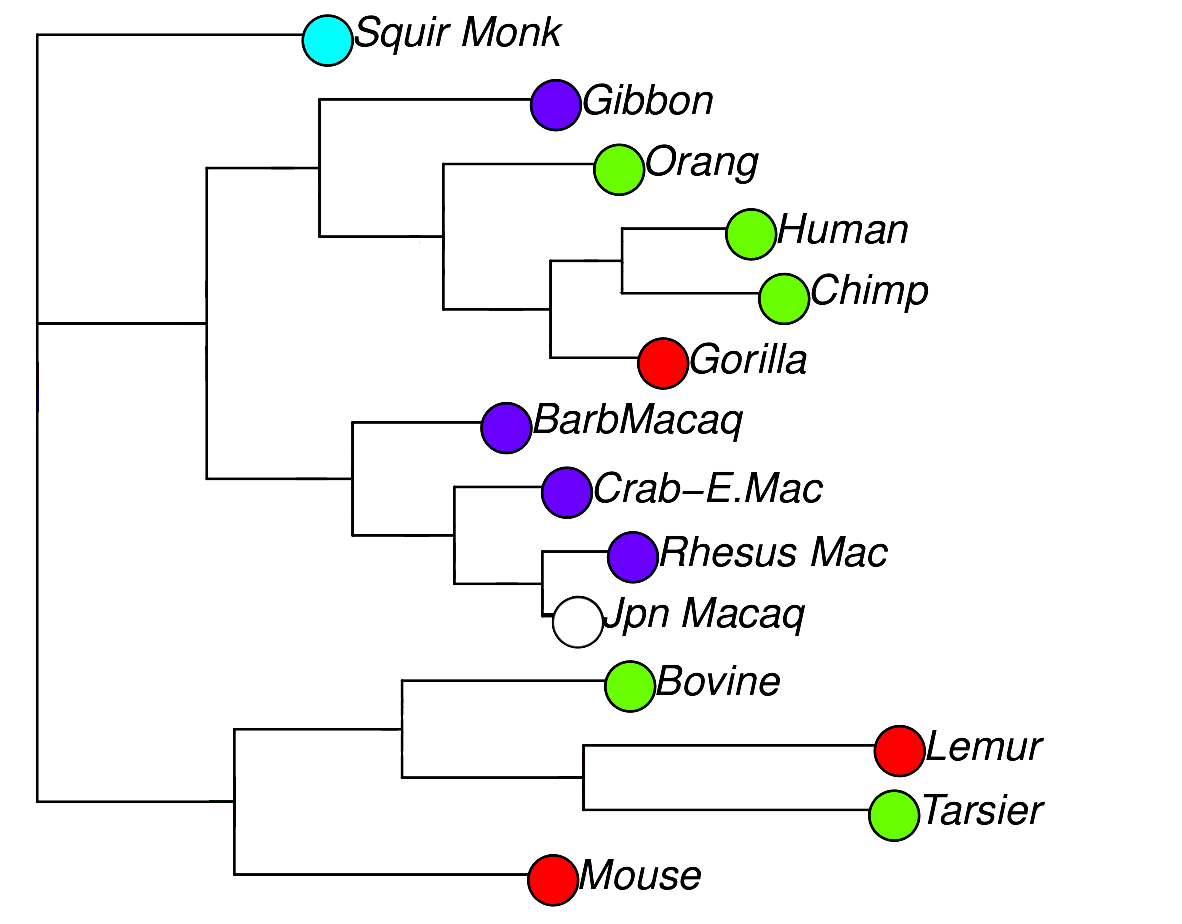 Squir Monk
Gibbon
Orang
Human
Chimp
Gorilla
BarbMacaq
Crab−E.Mac
Rhesus Mac
Jpn Macaq
Bovine
Lemur
Tarsier
Mouse